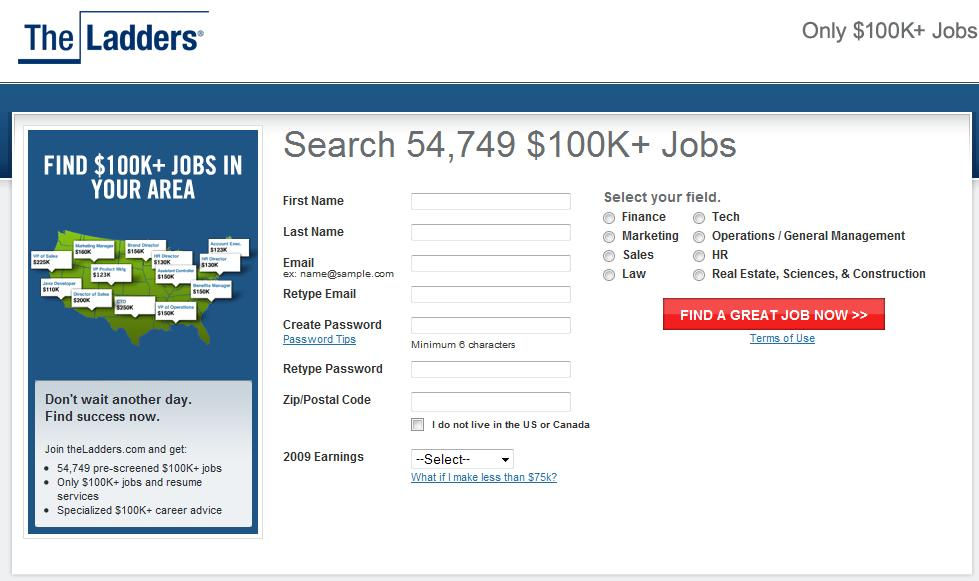 The Ladders®
Only $100K+ Jobs
FIND $100K+ JOBS IN
YOUR AREA
Marketing Manager
$160K
Brand Director
$156K
Account Exec.
$123K
VP of Sales
$225K
HR Director
$130K
HR Director
$130K
VP Product Mktg
$123K
Assistant Controller
$150K
Java Developer
$110K
Benefits Manager
$150K
Director of Sales
$200K
CTO
$250K
VP of Operations
$150K
Don't wait another day.
Find success now.
Join theLadders.com and get:
• 54,749 pre-screened $100K+ jobs
• Only $100K+ jobs and resume
services
• Specialized $100K+ career advice
Search 54,749 $100K+ Jobs
First Name
Last Name
Email
ex: name@sample.com
Retype Email
Create Password
Password Tips
Minimum 6 characters
Retype Password
Zip/Postal Code
I do not live in the US or Canada
2009 Earnings
--Select--
What if I make less than $75k?
Select your field.
Finance
Tech
Marketing
Operations / General Management
Sales
HR
Law
Real Estate, Sciences, & Construction
FIND A GREAT JOB NOW >>
Terms of Use